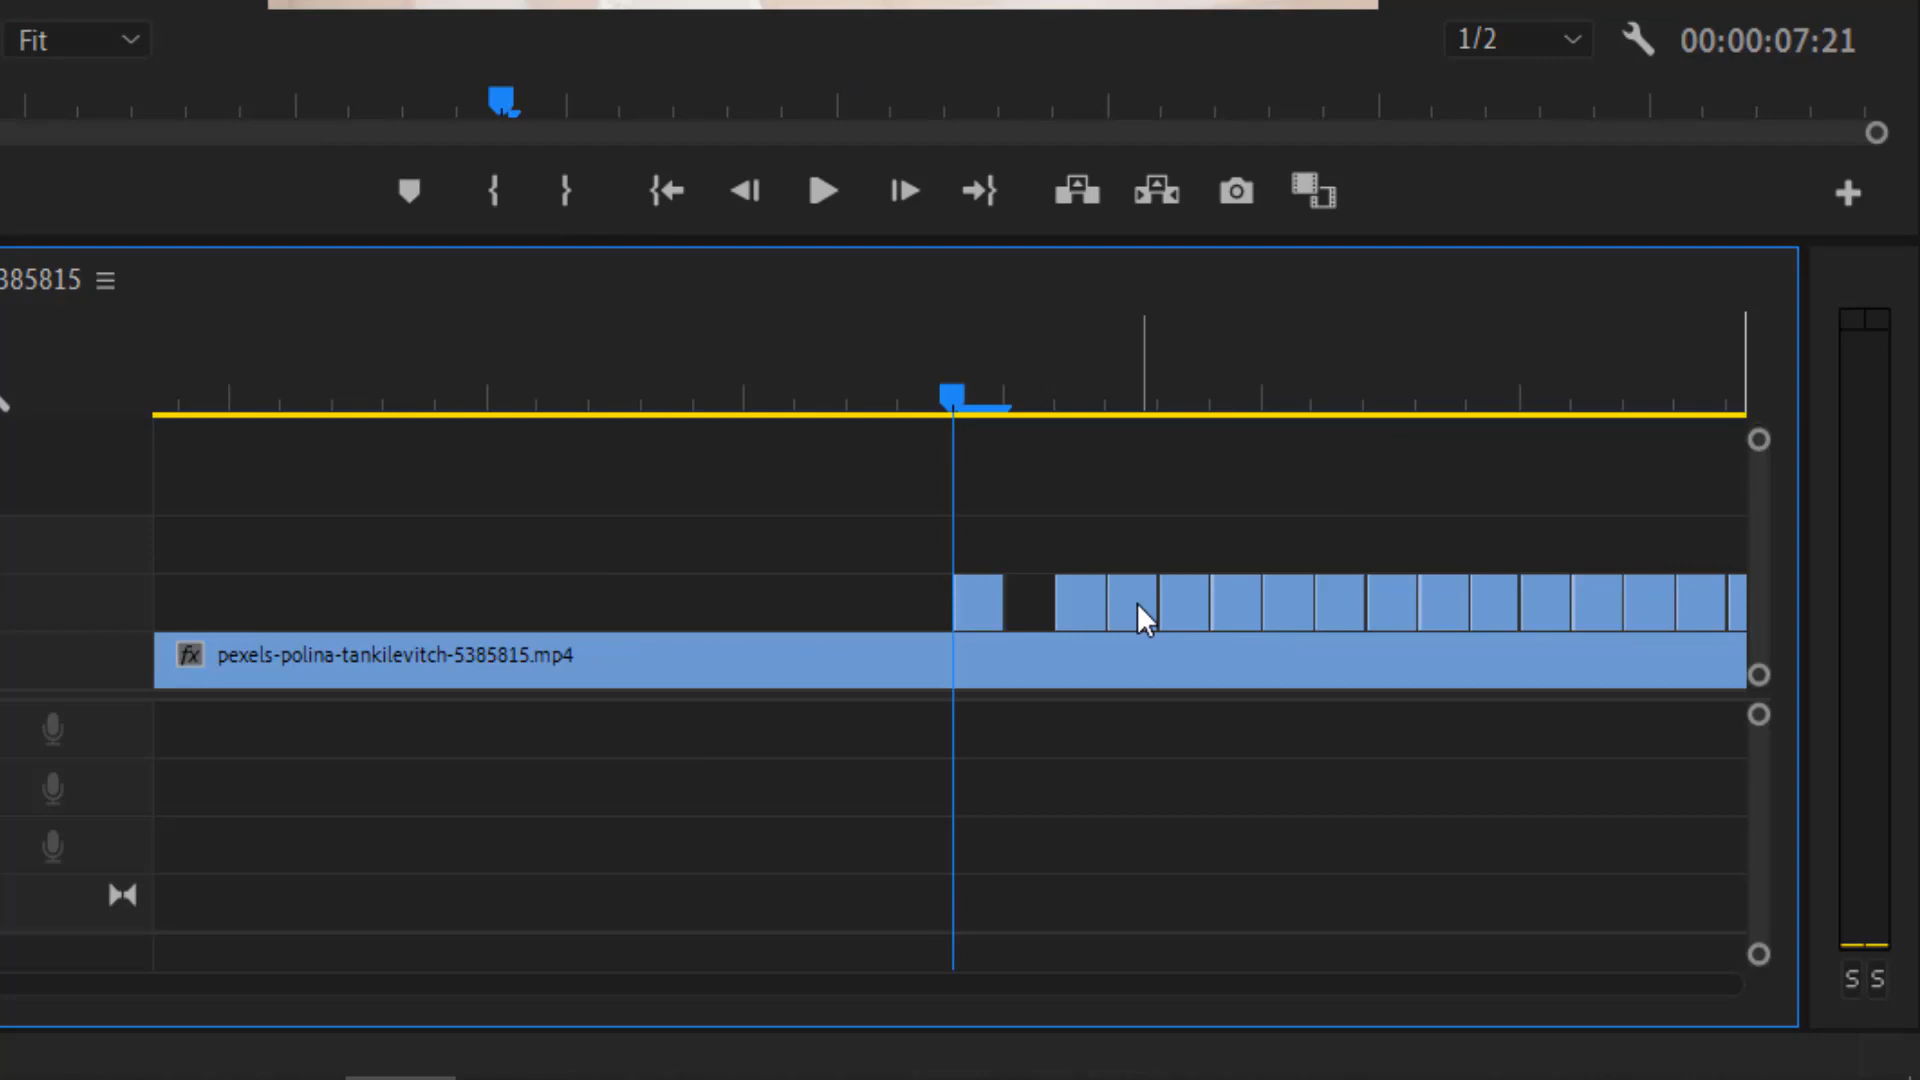 Fit
1/2
00:00:07:21
385815
fx pexels-polina-tankilevitch-5385815.mp4
S S